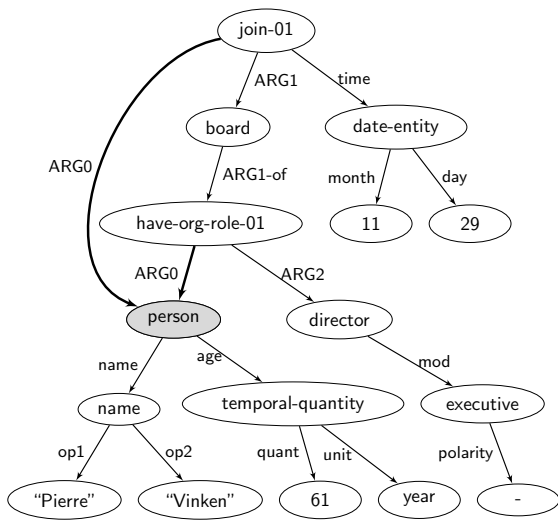 join-01
ARG1
time
board
date-entity
ARG0
ARG1-of
month
day
have-org-role-01
11
29
ARG0
ARG2
person
director
name
age
mod
name
temporal-quantity
executive
op1
op2
quant
unit
polarity
“Pierre”
“Vinken”
61
year
-